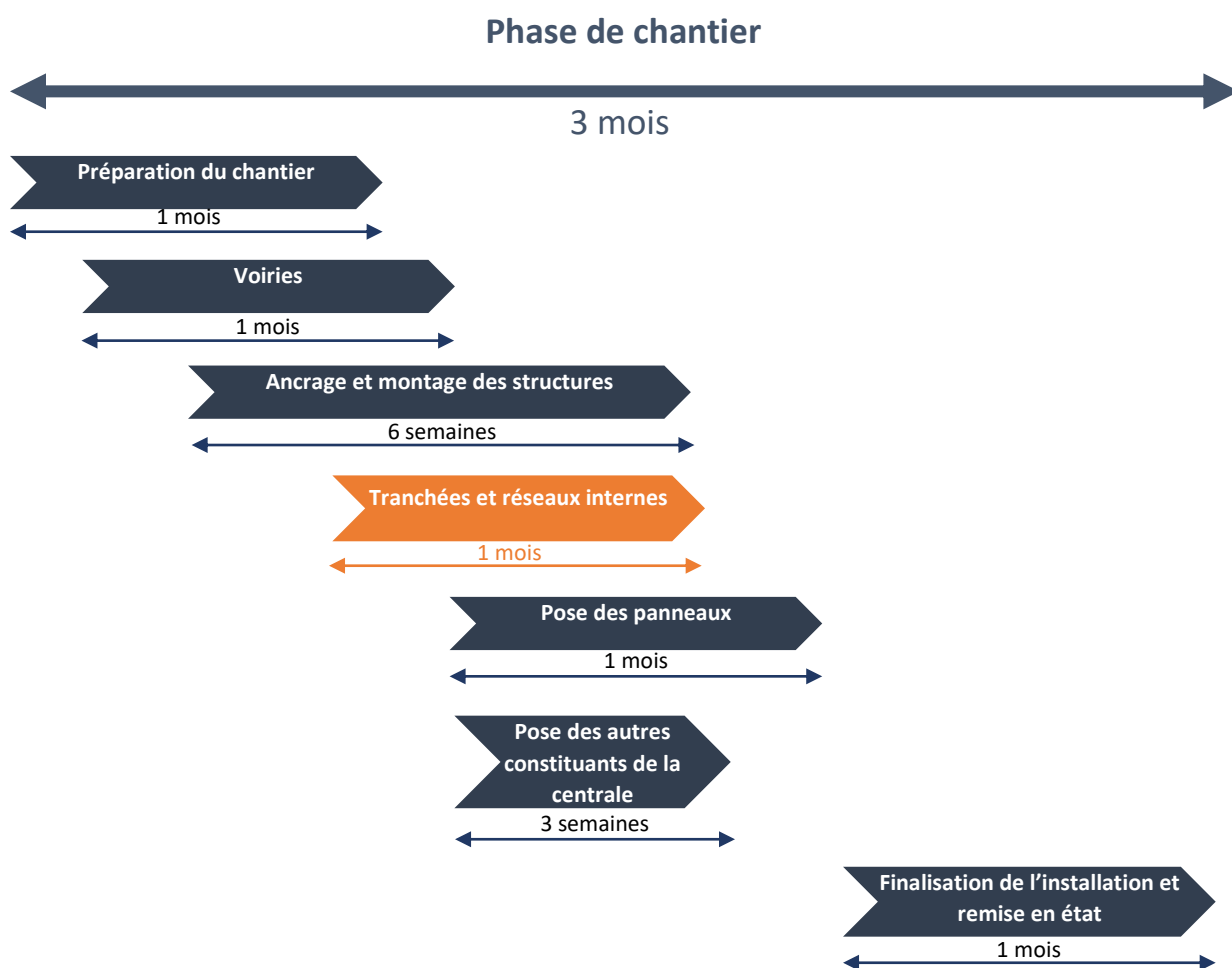 Phase de chantier
3 mois
Préparation du chantier
1 mois
Voiries
1 mois
Ancrage et montage des structures
6 semaines
Tranchées et réseaux internes
1 mois
Pose des panneaux
1 mois
Pose des autres
constituants de la
centrale
3 semaines
Finalisation de l’installation et
remise en état
1 mois